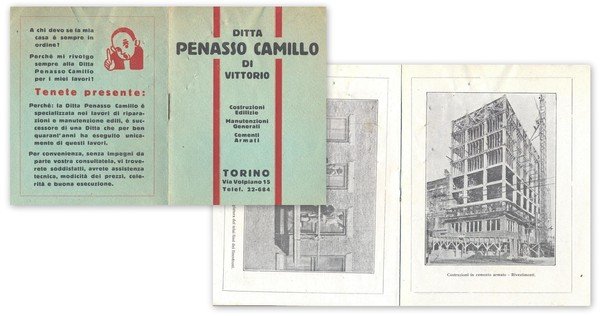 A chi devo se la mia
casa è sempre in
ordine?
Perchè mi rivolgo
sempre alla Ditta
Penasso Camillo
per i miei lavori!
Tenete presente:
Perchè: la Ditta Penasso Camillo è
specializzata nei lavori di riparazio-
ni e manutenzione edili, è suc-
cessore di una Ditta che per ben
quarant'anni ha eseguito unica-
mente di questi lavori.
Per convenienza, senza impegni da
parte vostra consultatela, vi trove-
rete soddisfatti, avrete assistenza
tecnica, modicità dei prezzi, cele-
rità e buona esecuzione.
DITTA
PENASSO CAMILLO
DI
VITTORIO
Costruzioni
Edilizie
Manutenzioni
Generali
Cementi
Armati
TORINO
Via Volpiano 15
Telef. 22-684
Costruzioni in cemento armato - Rivestimenti.